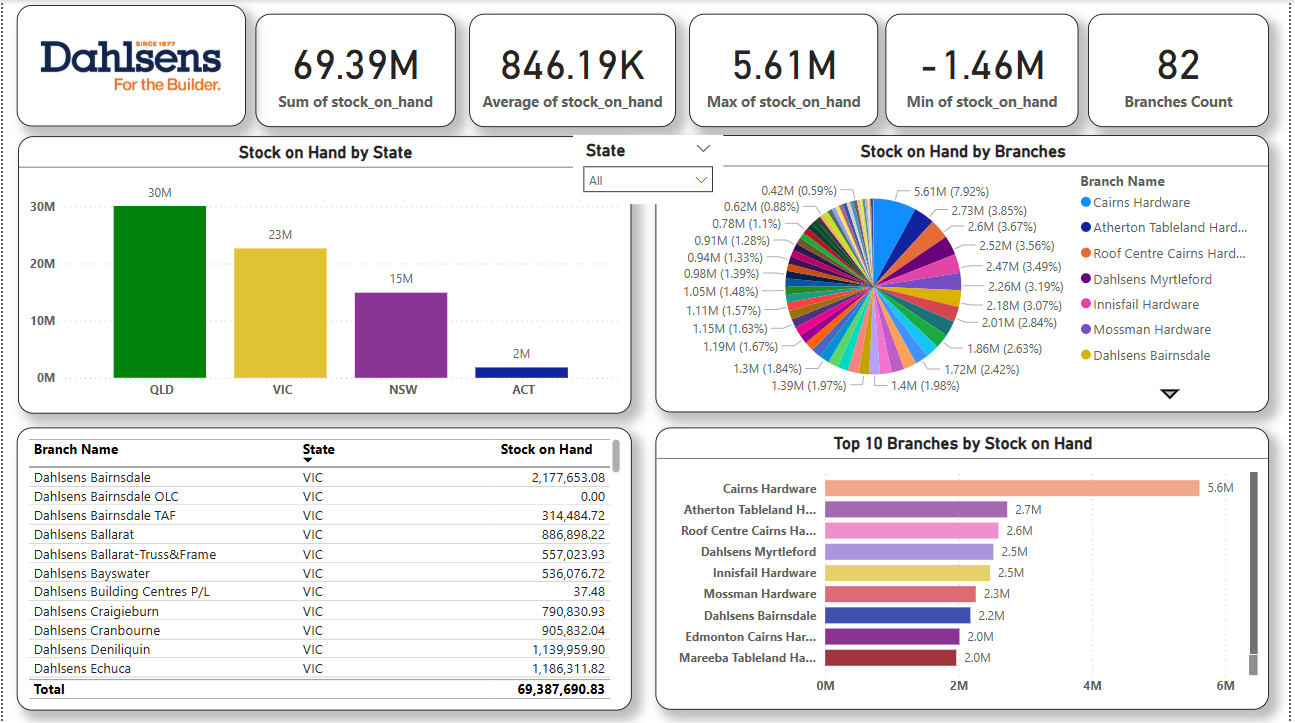 SINCE 1877
Dahlsens
For the Builder.
69.39M
Sum of stock_on_hand
846.19K
Average of stock_on_hand
5.61M
Max of stock_on_hand
-1.46M
Min of stock_on_hand
82
Branches Count
Stock on Hand by State
30M
20M
10M
0M
30M
23M
15M
2M
QLD VIC NSW ACT
State
All
Stock on Hand by Branches
0.42M (0.59%)
0.62M (0.88%)
0.78M (1.1%)
0.91M (1.28%)
0.94M (1.33%)
0.98M (1.39%)
1.05M (1.48%)
1.11M (1.57%)
1.15M (1.63%)
1.19M (1.67%)
1.3M (1.84%)
1.39M (1.97%)
5.61M (7.92%)
2.73M (3.85%)
2.6M (3.67%)
2.52M (3.56%)
2.47M (3.49%)
2.26M (3.19%)
2.18M (3.07%)
2.01M (2.84%)
1.86M (2.63%)
1.72M (2.42%)
1.4M (1.98%)
Branch Name
Cairns Hardware
Atherton Tableland Hard...
Roof Centre Cairns Hard...
Dahlsens Myrtleford
Innisfail Hardware
Mossman Hardware
Dahlsens Bairnsdale
Branch Name State Stock on Hand
Dahlsens Bairnsdale VIC 2,177,653.08
Dahlsens Bairnsdale OLC VIC 0.00
Dahlsens Bairnsdale TAF VIC 314,484.72
Dahlsens Ballarat VIC 886,898.22
Dahlsens Ballarat-Truss&Frame VIC 557,023.93
Dahlsens Bayswater VIC 536,076.72
Dahlsens Building Centres P/L VIC 37.48
Dahlsens Craigieburn VIC 790,830.93
Dahlsens Cranbourne VIC 905,832.04
Dahlsens Deniliquin VIC 1,139,959.90
Dahlsens Echuca VIC 1,186,311.82
Total 69,387,690.83
Top 10 Branches by Stock on Hand
Cairns Hardware 5.6M
Atherton Tableland H... 2.7M
Roof Centre Cairns Ha... 2.6M
Dahlsens Myrtleford 2.5M
Innisfail Hardware 2.5M
Mossman Hardware 2.3M
Dahlsens Bairnsdale 2.2M
Edmonton Cairns Har... 2.0M
Mareeba Tableland Ha... 2.0M
0M 2M 4M 6M